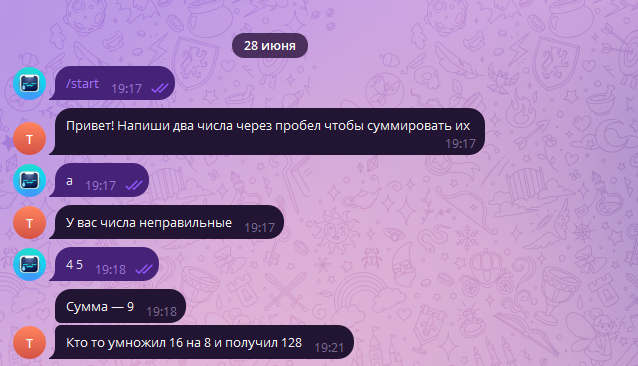 28 июня
/start 19:17
Привет! Напиши два числа через пробел чтобы суммировать их
19:17
а 19:17
У вас числа неправильные 19:17
4 5 19:18
Сумма — 9 19:18
Кто то умножил 16 на 8 и получил 128 19:21
T
T
T